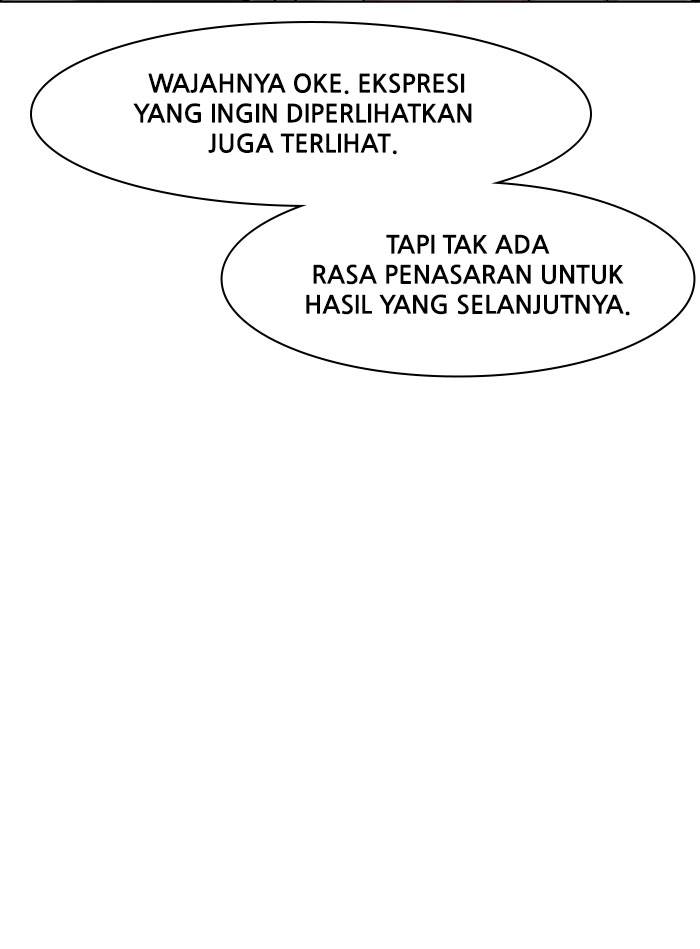 WAJAHNYA OKE. EKSPRESI
YANG INGIN DIPERLIHATKAN
JUGA TERLIHAT.
TAPI TAK ADA
RASA PENASARAN UNTUK
HASIL YANG SELANJUTNYA.